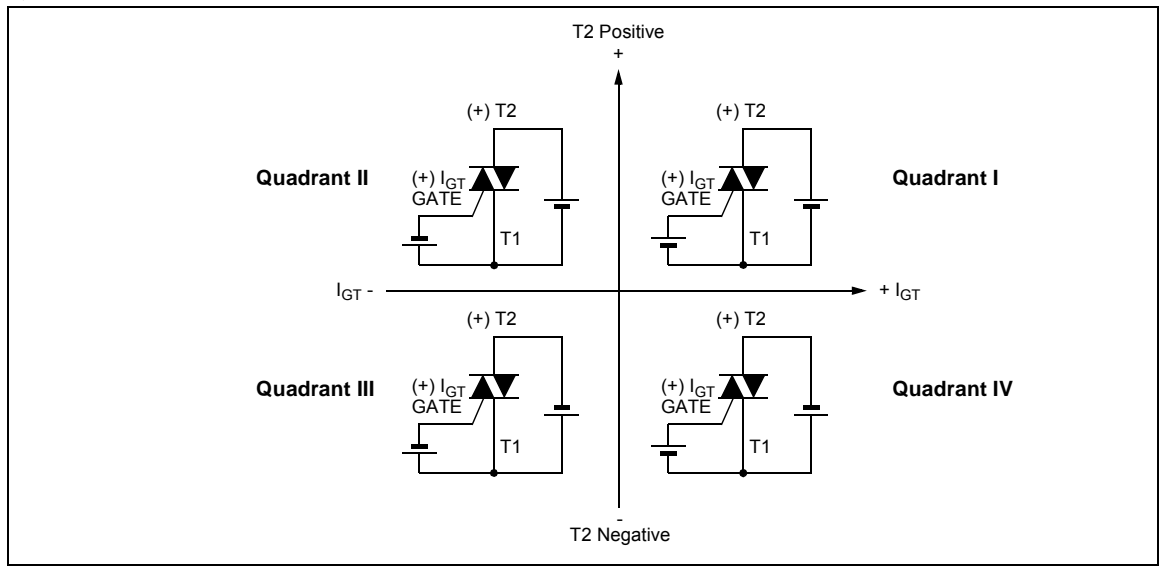 T2 Positive
+
(+) T2
(+) T2
Quadrant II
(+) IGT
GATE
T1
(+) IGT
GATE
T1
Quadrant I
IGT -
+ IGT
(+) T2
(+) T2
Quadrant III
(+) IGT
GATE
T1
(+) IGT
GATE
T1
Quadrant IV
-
T2 Negative